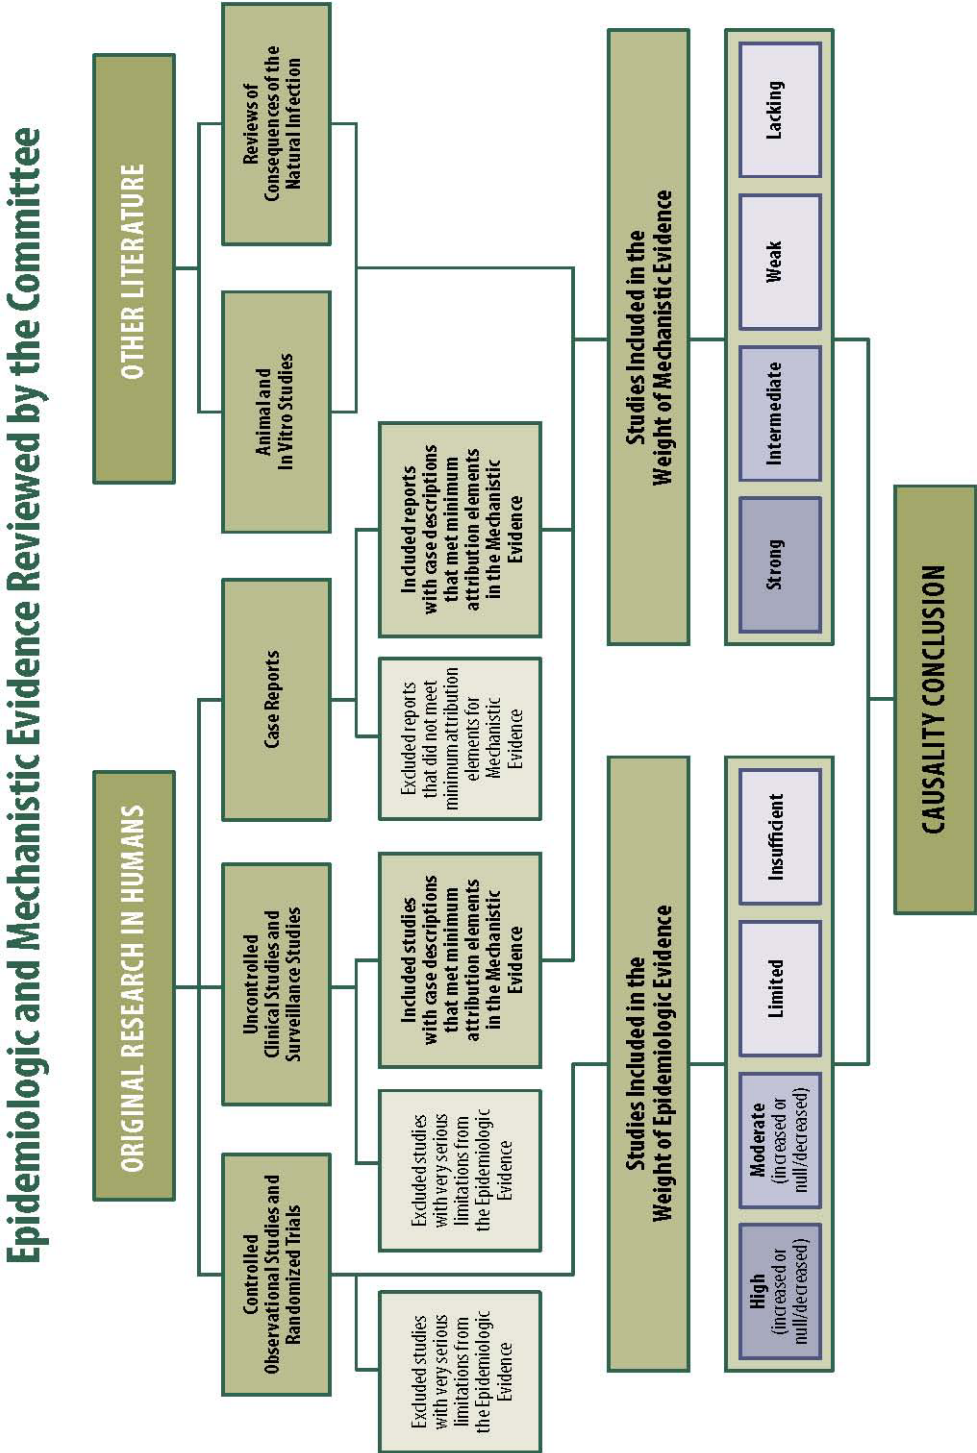 Epidemiologic and Mechanistic Evidence Reviewed by the Committee
ORIGINAL RESEARCH IN HUMANS
OTHER LITERATURE
Controlled
Observational Studies and
Randomized Trials
Uncontrolled
Clinical Studies and
Surveillance Studies
Case Reports
Animal and
In Vitro Studies
Reviews of
Consequences of the
Natural Infection
Excluded studies
with very serious
limitations from
the Epidemiologic
Evidence
Excluded studies
with very serious
limitations from
the Epidemiologic
Evidence
Included studies
with case descriptions
that met minimum
attribution elements
in the Mechanistic
Evidence
Excluded reports
that did not meet
minimum attribution
elements for
Mechanistic
Evidence
Included reports
with case descriptions
that met minimum
attribution elements
in the Mechanistic
Evidence
Studies Included in the
Weight of Epidemiologic Evidence
Studies Included in the
Weight of Mechanistic Evidence
High
(increased or
null/decreased)
Moderate
(increased or
null/decreased)
Limited
Insufficient
Strong
Intermediate
Weak
Lacking
CAUSALITY CONCLUSION